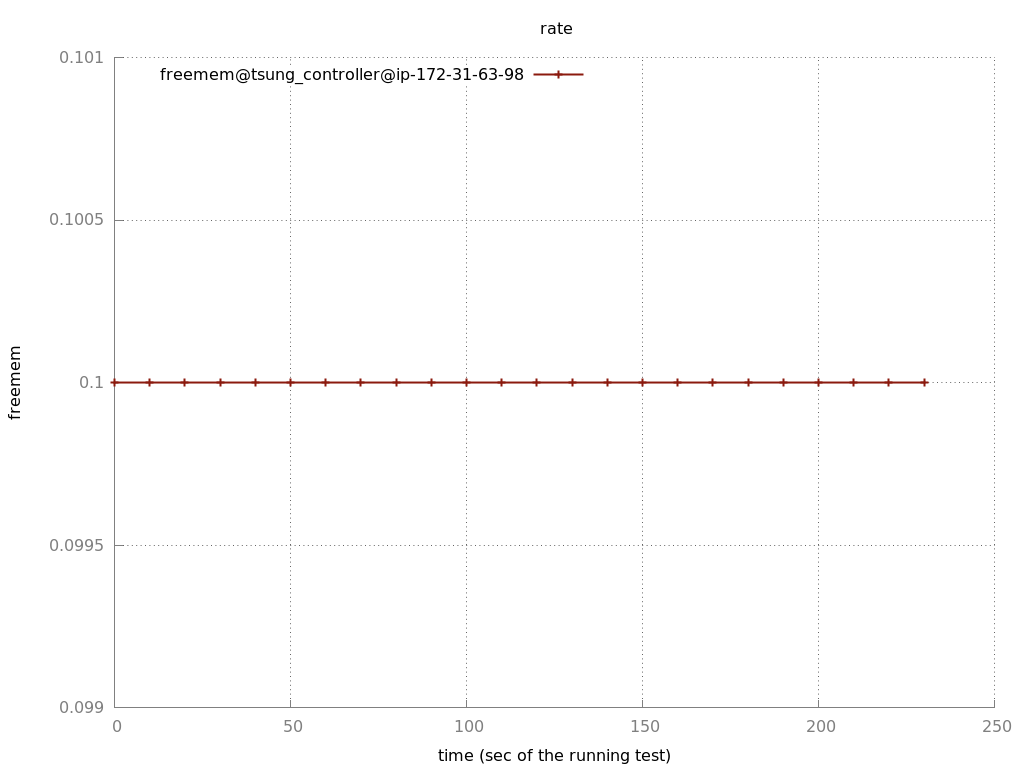 rate
0.101
freemem@tsung_controller@ip-172-31-63-98
0.1005
0.1
0.0995
0.099
freemem
0 50 100 150 200 250
time (sec of the running test)